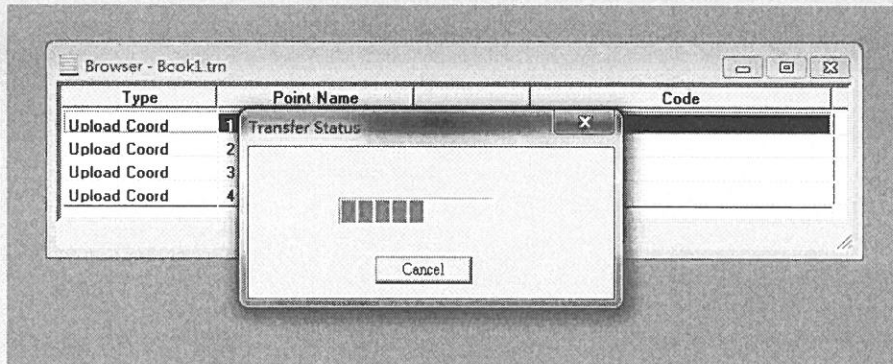 Browser - Bcok1.trn
Type Point Name Code
Upload Coord 1
Upload Coord 2
Upload Coord 3
Upload Coord 4
Transfer Status
Cancel